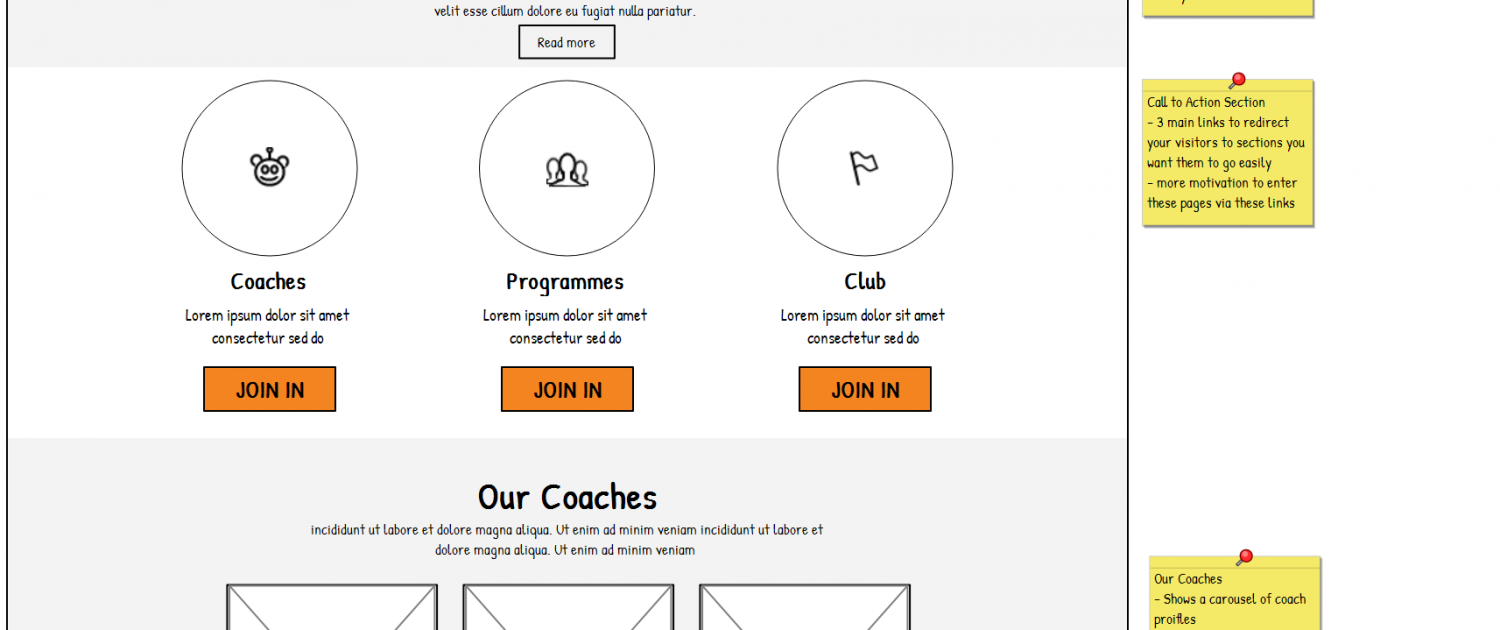 velit esse cillum dolore eu fugiat nulla pariatur.
Read more
Coaches
Lorem ipsum dolor sit amet
consectetur sed do
JOIN IN
Programmes
Lorem ipsum dolor sit amet
consectetur sed do
JOIN IN
Club
Lorem ipsum dolor sit amet
consectetur sed do
JOIN IN
Call to Action Section
- 3 main links to redirect
your visitors to sections you
want them to go easily
- more motivation to enter
these pages via these links
Our Coaches
incididunt ut labore et dolore magna aliqua. Ut enim ad minim veniam incididunt ut labore et
dolore magna aliqua. Ut enim ad minim veniam
Our Coaches
- Shows a carousel of coach
proifles